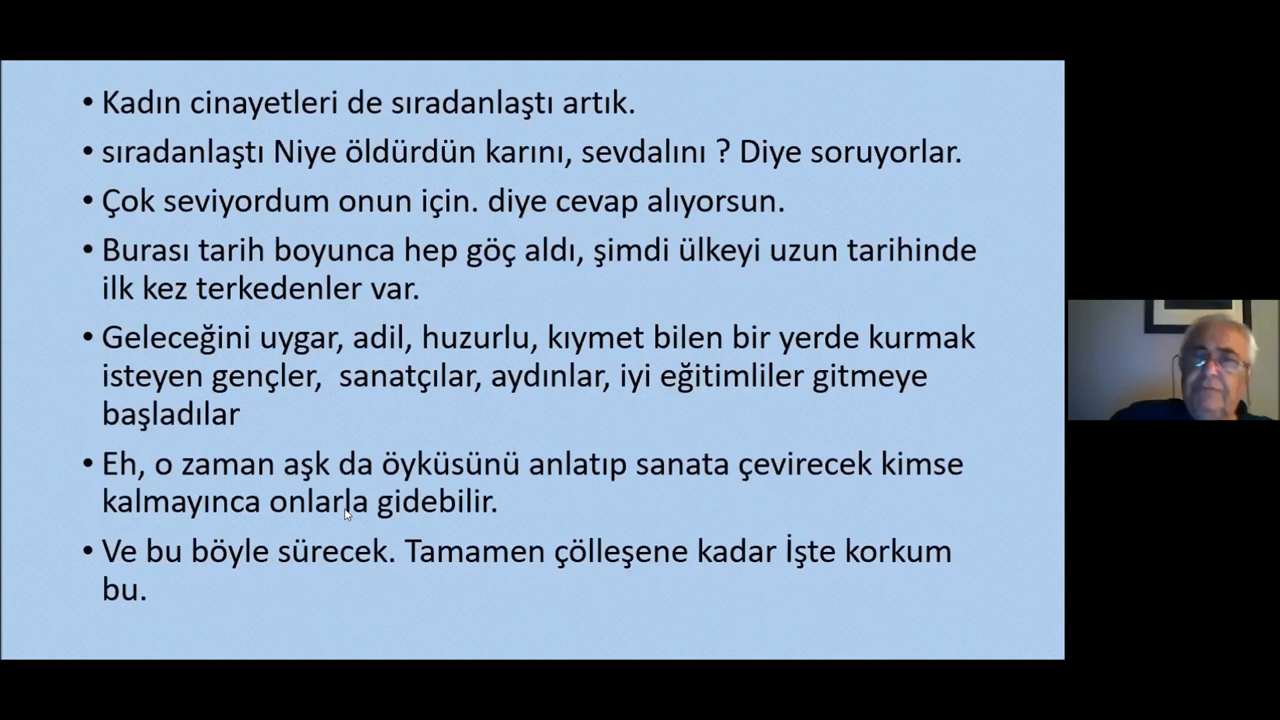 • Kadın cinayetleri de sıradanlaştı artık.
• sıradanlaştı Niye öldürdün karını, sevdalını ? Diye soruyorlar.
• Çok seviyordum onun için. diye cevap alıyorsun.
• Burası tarih boyunca hep göç aldı, şimdi ülkeyi uzun tarihinde
ilk kez terkedenler var.
• Geleceğini uygar, adil, huzurlu, kıymet bilen bir yerde kurmak
isteyen gençler,  sanatçılar, aydınlar, iyi eğitimliler gitmeye
başladılar
• Eh, o zaman aşk da öyküsünü anlatıp sanata çevirecek kimse
kalmayınca onlarla gidebilir.
• Ve bu böyle sürecek. Tamamen çölleşene kadar İşte korkum
bu.